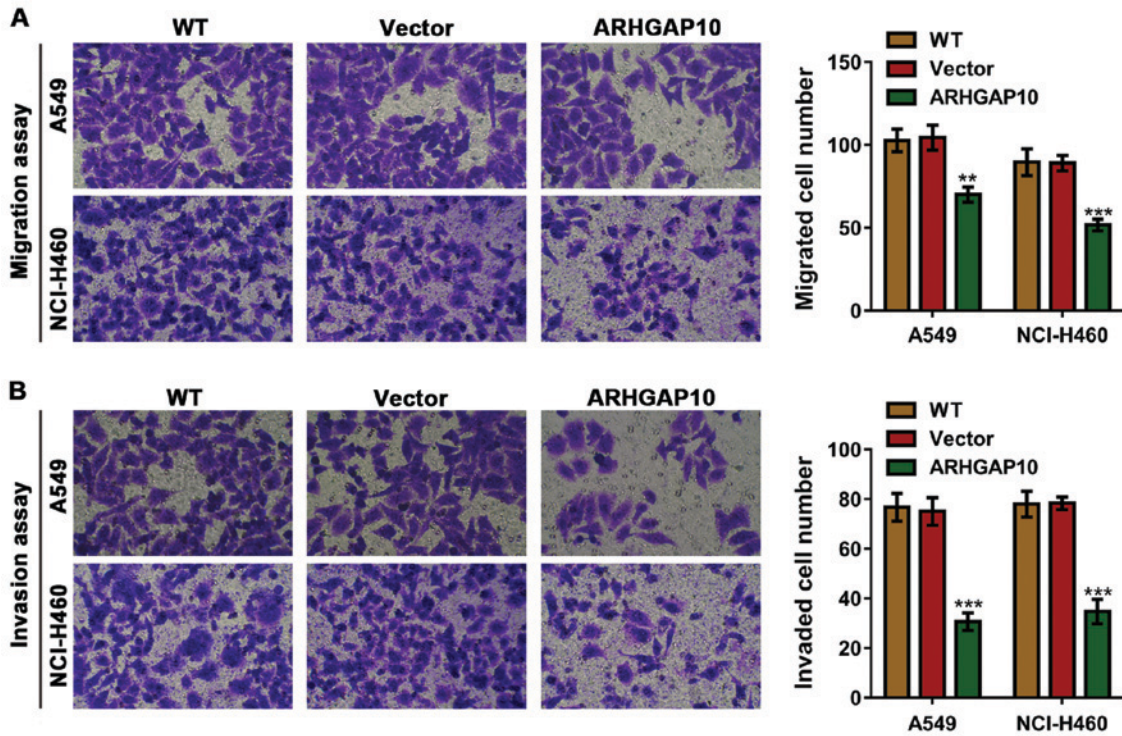 A
WT Vector ARHGAP10
Migration assay
A549
NCI-H460
WT
Vector
ARHGAP10
Migrated cell number
150
100
50
0
**
***
A549 NCI-H460
B
WT Vector ARHGAP10
Invasion assay
A549
NCI-H460
WT
Vector
ARHGAP10
Invaded cell number
100
80
60
40
20
0
***
***
A549 NCI-H460